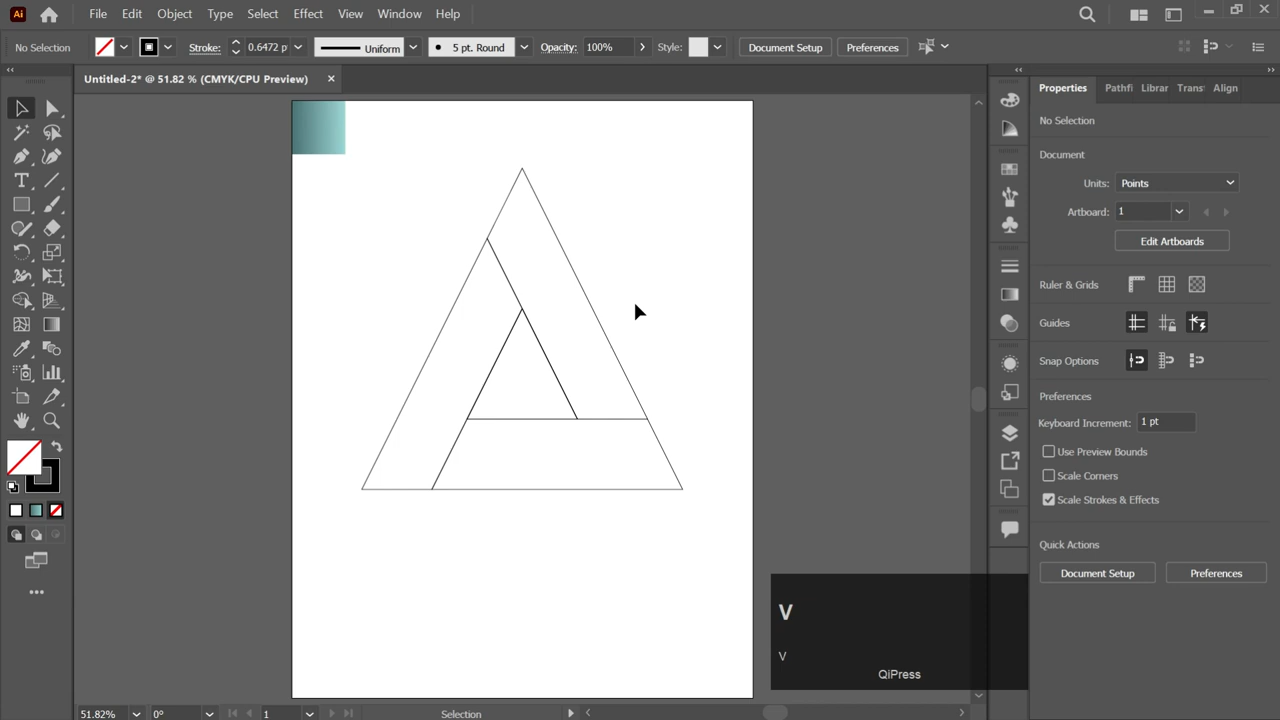 Ai File Edit Object Type Select Effect View Window Help
No Selection Stroke: 0.6472 pt Uniform 5 pt. Round Opacity: 100% Style: Document Setup Preferences
Untitled-2* @ 51.82 % (CMYK/CPU Preview)
Properties Pathfi Librar Trans Align
No Selection
Document
Units: Points
Artboard: 1
Edit Artboards
Ruler & Grids
Guides
Snap Options
Preferences
Keyboard Increment: 1 pt
Use Preview Bounds
Scale Corners
Scale Strokes & Effects
Quick Actions
Document Setup Preferences
V
V
QiPress
51.82% 0° 1 Selection